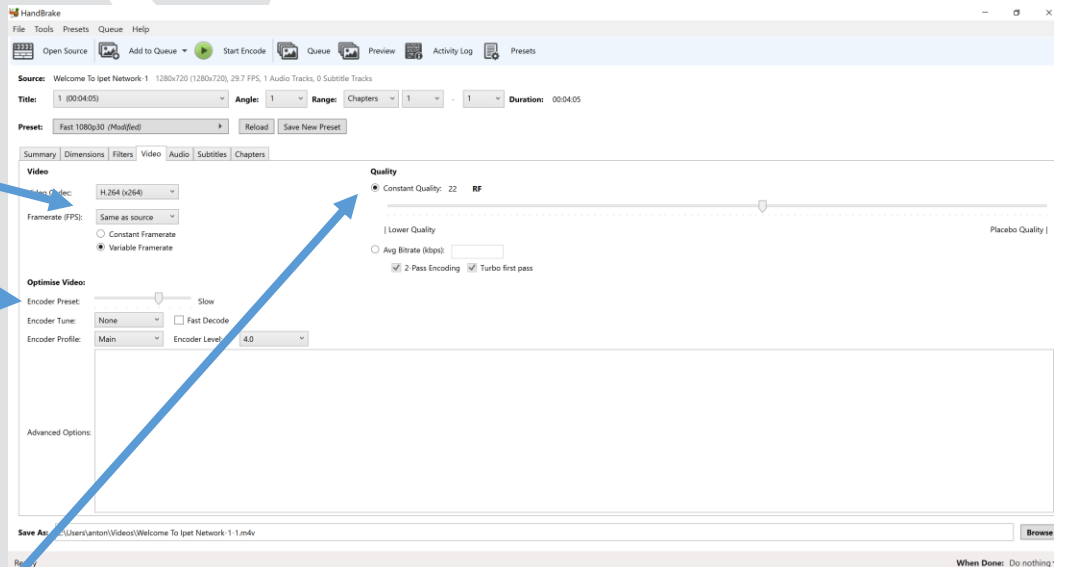 HandBrake
File Tools Presets Queue Help
Open Source Add to Queue Start Encode Queue Preview Activity Log Presets
Source: Welcome To Ipet Network-1 1280x720 (1280x720), 29.7 FPS, 1 Audio Tracks, 0 Subtitle Tracks
Title: 1 (00:04:05) Angle: 1 Range: Chapters 1 - 1 Duration: 00:04:05
Preset: Fast 1080p30 (Modified) Reload Save New Preset
Summary Dimensions Filters Video Audio Subtitles Chapters
Video Quality
Video Codec: H.264 (x264) Constant Quality: 22 RF
Framerate (FPS): Same as source
| Lower Quality Placebo Quality |
Constant Framerate
Variable Framerate Avg Bitrate (kbps):
2-Pass Encoding Turbo first pass
Optimise Video:
Encoder Preset: Slow
Encoder Tune: None Fast Decode
Encoder Profile: Main Encoder Level: 4.0
Advanced Options:
Save As: \Users\anton\Videos\Welcome To Ipet Network-1-1.m4v Browse
When Done: Do nothing